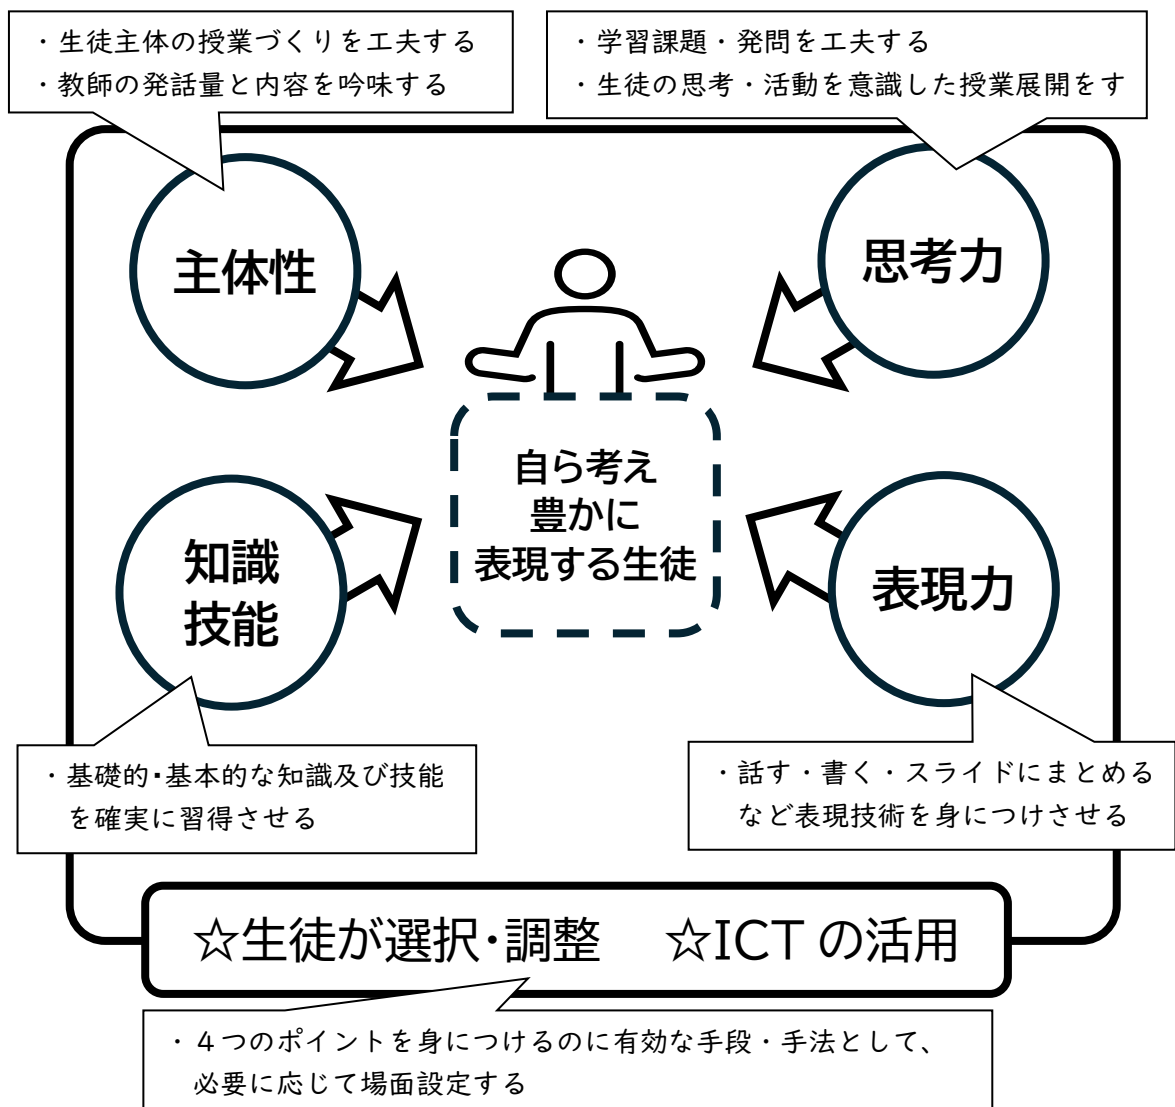 ・生徒主体の授業づくりを工夫する
・教師の発話量と内容を吟味する
・学習課題・発問を工夫する
・生徒の思考・活動を意識した授業展開をす
主体性
思考力
自ら考え
豊かに
表現する生徒
知識
技能
表現力
・基礎的・基本的な知識及び技能
を確実に習得させる
・話す・書く・スライドにまとめる
など表現技術を身につけさせる
☆生徒が選択・調整　☆ICT の活用
・４つのポイントを身につけるのに有効な手段・手法として、
必要に応じて場面設定する